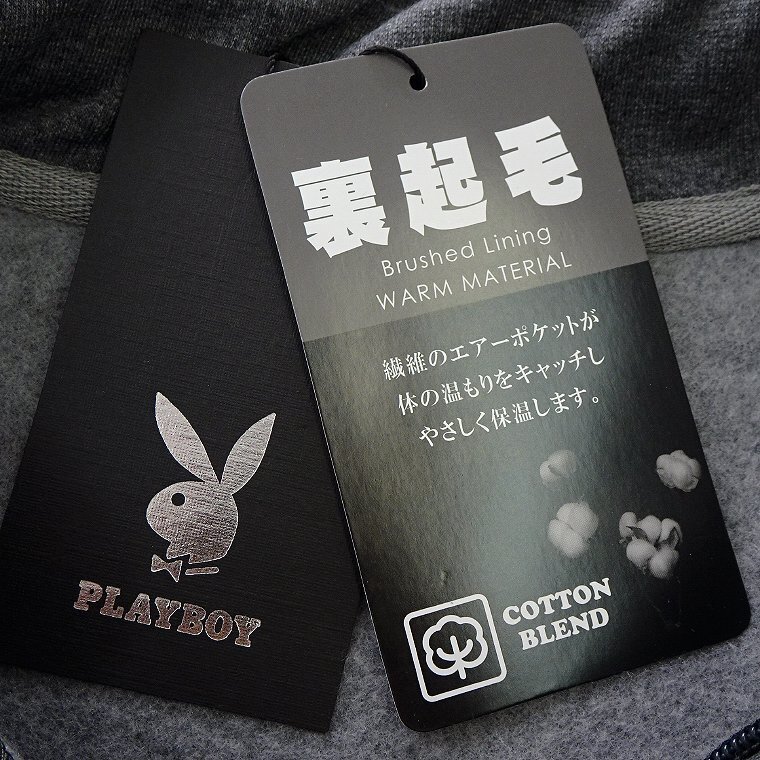 PLAYBOY
裏起毛
Brushed Lining
WARM MATERIAL
繊維のエアーポケットが
体の温もりをキャッチし
やさしく保温します。
COTTON
BLEND